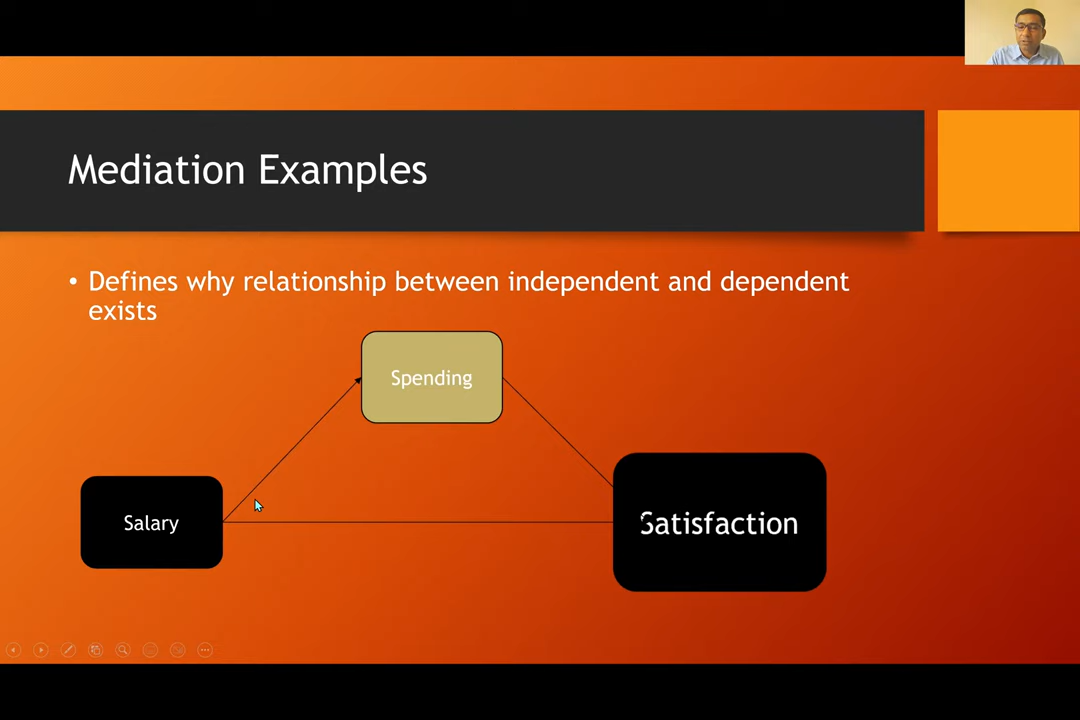 Mediation Examples
• Defines why relationship between independent and dependent
exists
Spending
Salary
Satisfaction